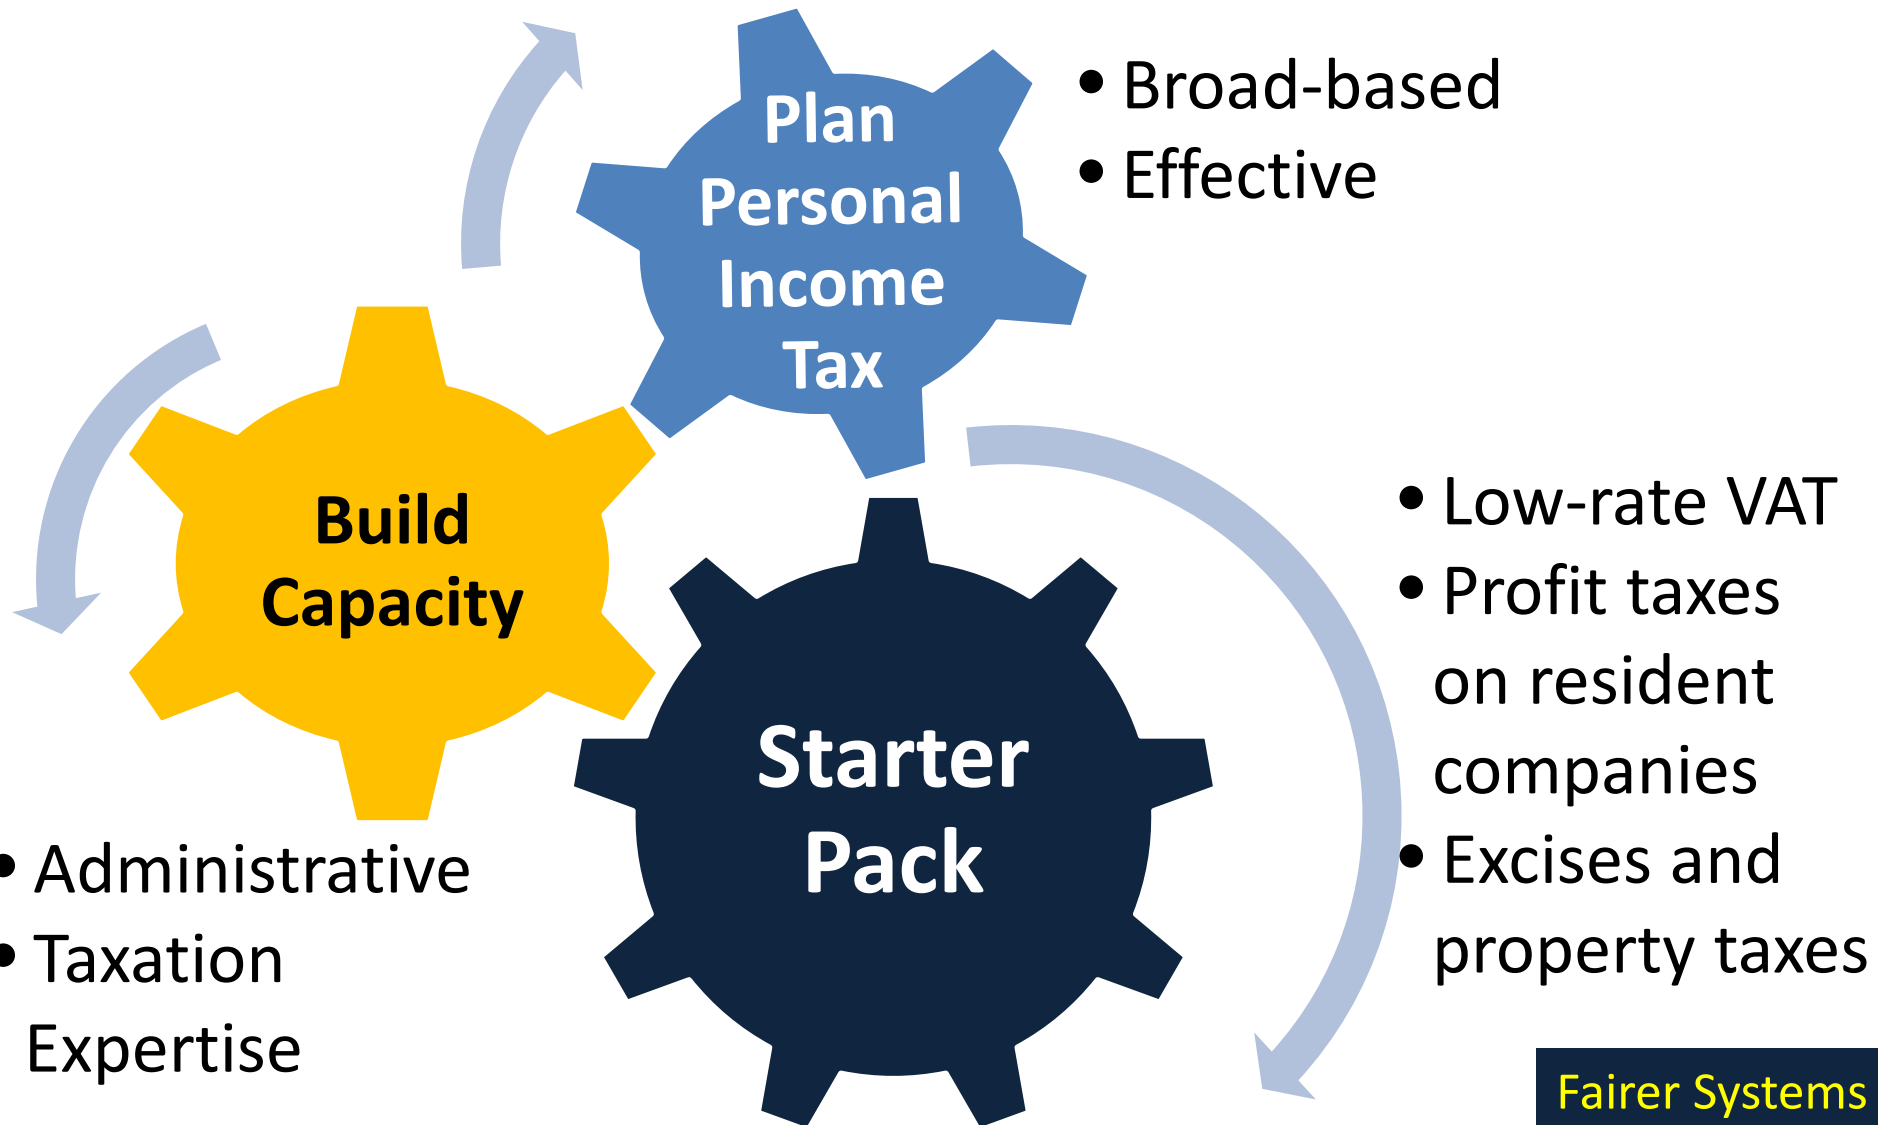 Plan
Personal
Income
Tax
• Broad-based
• Effective
Build
Capacity
• Administrative
• Taxation
Expertise
Starter
Pack
• Low-rate VAT
• Profit taxes
on resident
companies
• Excises and
property taxes
Fairer Systems